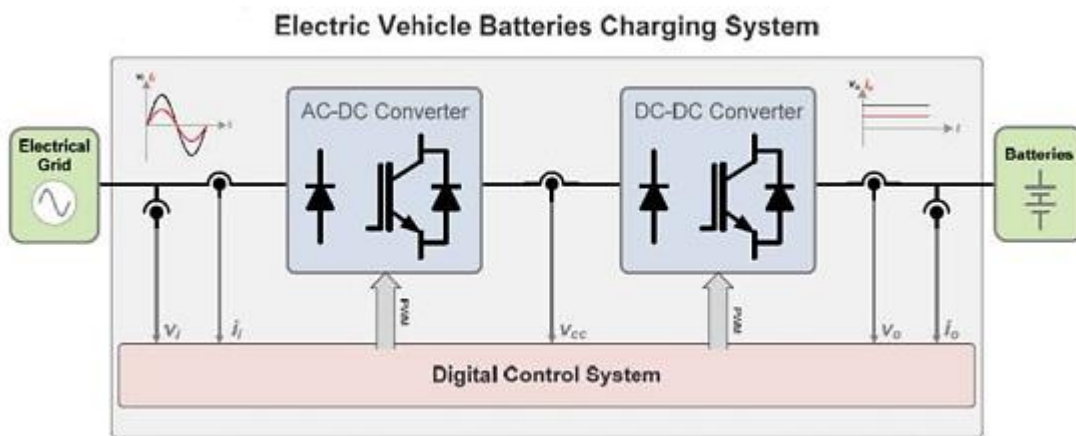 Electric Vehicle Batteries Charging System
v, i,
t
AC-DC Converter
DC-DC Converter
t
Electrical
Grid
Batteries
PWM
PWM
vi
ii
vcc
vo
io
Digital Control System